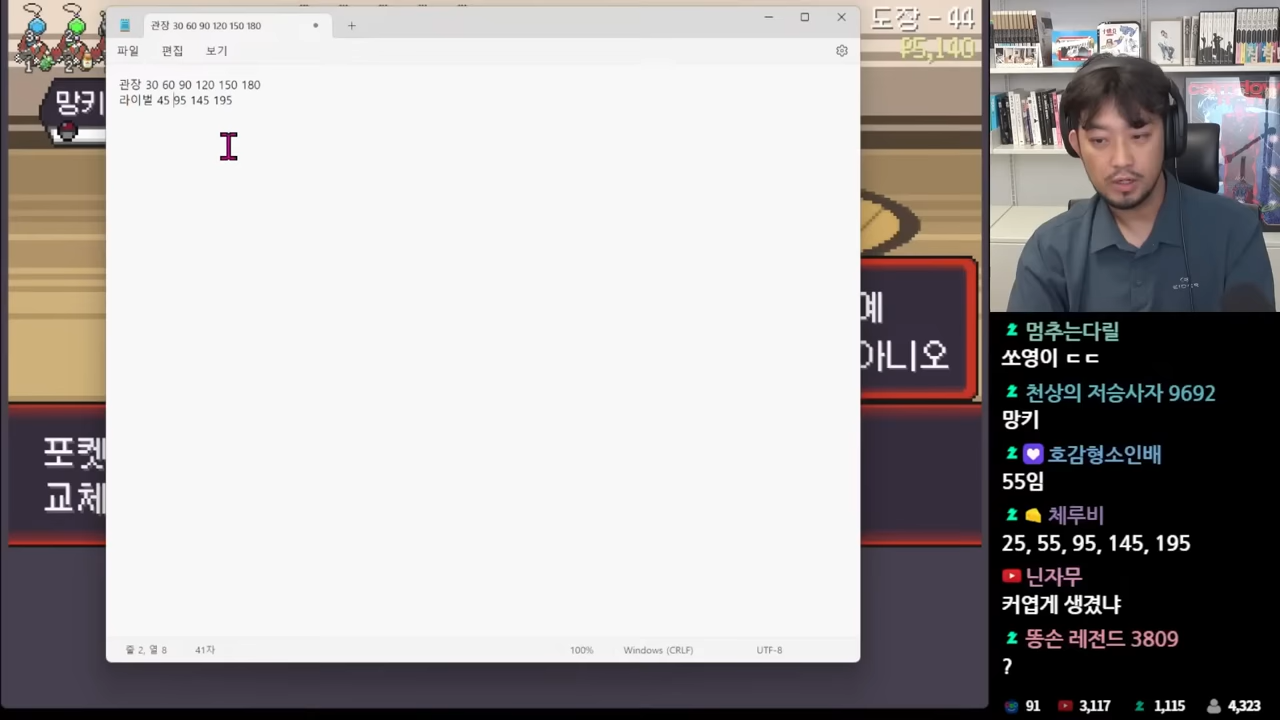 관장 30 60 90 120 150 180
파일 편집 보기
관장 30 60 90 120 150 180
라이벌 45 95 145 195
줄 2, 열 8 41자 100% Windows (CRLF) UTF-8
도장 - 44
₽5,140
망키
예
아니오
포켓
교체
멈추는다릴
쏘영이 ㄷㄷ
천상의 저승사자 9692
망키
호감형소인배
55임
체루비
25, 55, 95, 145, 195
닌자무
커엽게 생겼냐
똥손 레전드 3809
?
91 3,117 1,115 4,323